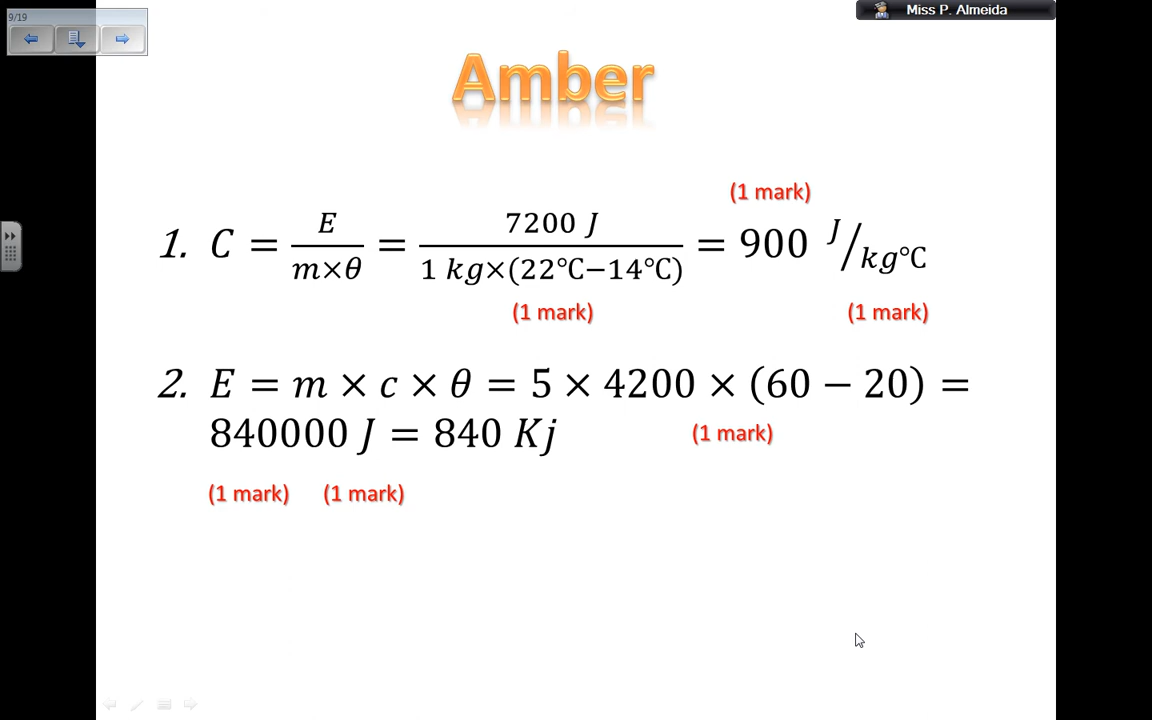 9/19
Miss P. Almeida
Amber
(1 mark)
1. C = E / m×θ = 7200 J / 1 kg×(22°C−14°C) = 900 J/kg°C
(1 mark) (1 mark)
2. E = m × c × θ = 5 × 4200 × (60 − 20) =
840000 J = 840 Kj (1 mark)
(1 mark) (1 mark)